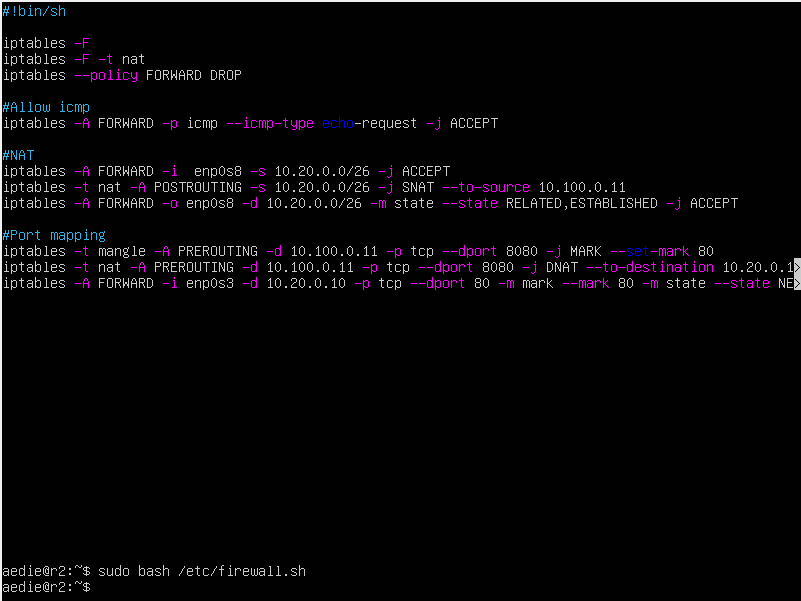 #!bin/sh
iptables -F
iptables -F -t nat
iptables --policy FORWARD DROP
#Allow icmp
iptables -A FORWARD -p icmp --icmp-type echo-request -j ACCEPT
#NAT
iptables -A FORWARD -i  enp0s8 -s 10.20.0.0/26 -j ACCEPT
iptables -t nat -A POSTROUTING -s 10.20.0.0/26 -j SNAT --to-source 10.100.0.11
iptables -A FORWARD -o enp0s8 -d 10.20.0.0/26 -m state --state RELATED,ESTABLISHED -j ACCEPT
#Port mapping
iptables -t mangle -A PREROUTING -d 10.100.0.11 -p tcp --dport 8080 -j MARK --set-mark 80
iptables -t nat -A PREROUTING -d 10.100.0.11 -p tcp --dport 8080 -j DNAT --to-destination 10.20.0.1>
iptables -A FORWARD -i enp0s3 -d 10.20.0.10 -p tcp --dport 80 -m mark --mark 80 -m state --state NE>
aedie@r2:~$ sudo bash /etc/firewall.sh
aedie@r2:~$